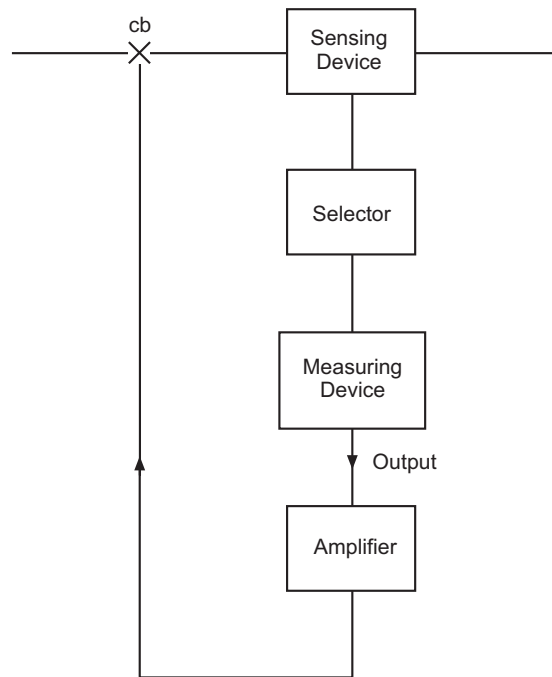 cb
Sensing
Device
Selector
Measuring
Device
Output
Amplifier